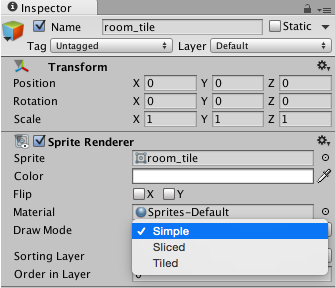 Inspector
Name room_tile Static
Tag Untagged Layer Default
Transform
Position X 0 Y 0 Z 0
Rotation X 0 Y 0 Z 0
Scale X 1 Y 1 Z 1
Sprite Renderer
Sprite room_tile
Color
Flip X Y
Material Sprites-Default
Draw Mode Simple
Sliced
Sorting Layer Tiled
Order in Layer